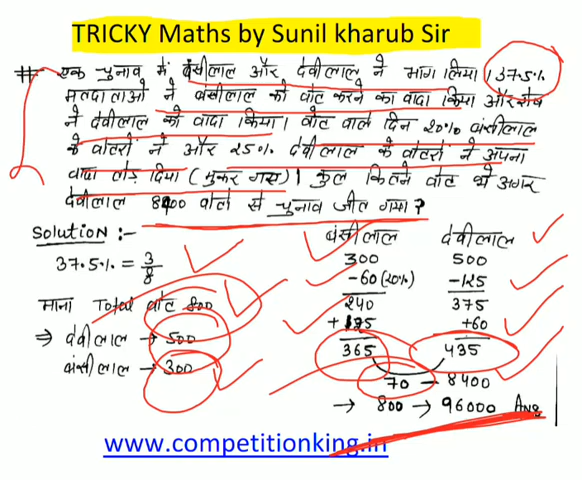 TRICKY Maths by Sunil kharub Sir
# एक चुनाव में बंसीलाल और देवीलाल ने भाग लिया। 37.5%
मतदाताओं ने बंसीलाल को वोट करने का वादा किया और शेष
ने देवीलाल को वादा किया। वोट वाले दिन 20% बंसीलाल
के वोटरों ने और 25% देवीलाल के वोटरों ने अपना
वादा तोड़ दिया (मुकर गए)। कुल कितने वोट थे अगर
देवीलाल 8400 वोटो से चुनाव जीत गया?
Solution :-
बंसीलाल देवीलाल
300 500
37.5% = 3/8
-60 (20%) -125
240 375
माना Total वोट 800
+125 +60
⇒ देवीलाल → 500
365 435
बंसीलाल → 300
70 → 8400
→ 800 → 96000 Ans
www.competitionking.in